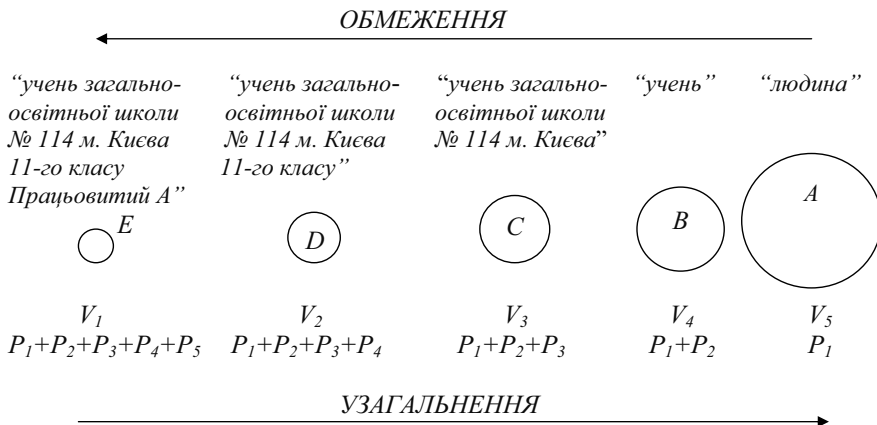 ОБМЕЖЕННЯ
“учень загально-
освітньої школи
№ 114 м. Києва
11-го класу
Працьовитий А”
“учень загально-
освітньої школи
№ 114 м. Києва
11-го класу”
“учень загально-
освітньої школи
№ 114 м. Києва”
“учень”
“людина”
E
D
C
B
A
V₁
V₂
V₃
V₄
V₅
P₁+P₂+P₃+P₄+P₅
P₁+P₂+P₃+P₄
P₁+P₂+P₃
P₁+P₂
P₁
УЗАГАЛЬНЕННЯ